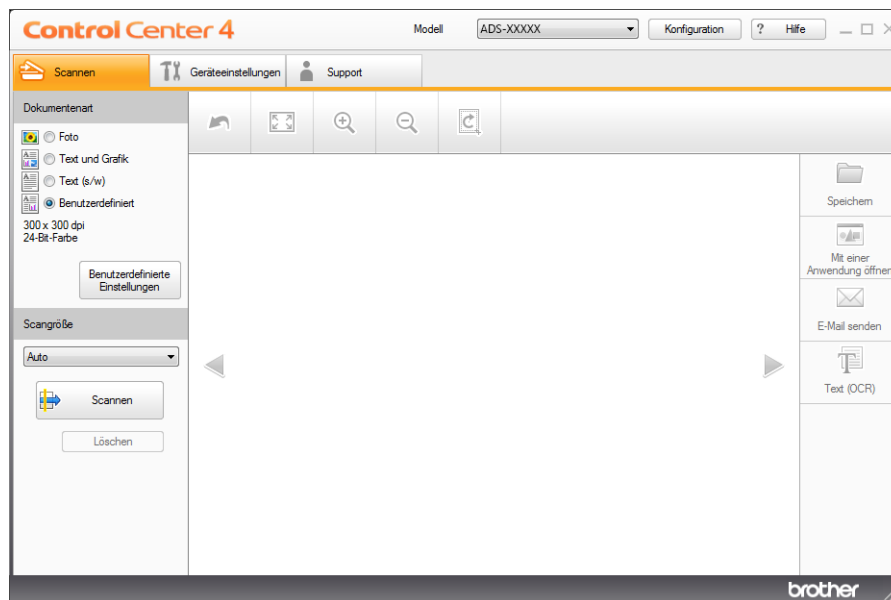 Control Center 4
Modell
ADS-XXXXX
Konfiguration
? Hilfe
Scannen
Geräteeinstellungen
Support
Dokumentenart
Foto
Text und Grafik
Text (s/w)
Benutzerdefiniert
300 x 300 dpi
24-Bit-Farbe
Benutzerdefinierte
Einstellungen
Scangröße
Auto
Scannen
Löschen
Speichern
Mit einer
Anwendung öffnen
E-Mail senden
Text (OCR)
brother